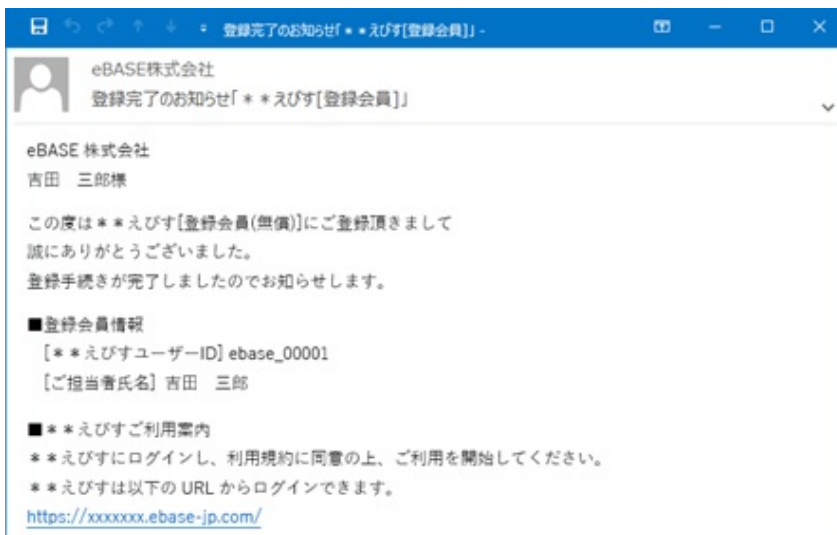 登録完了のお知らせ「＊＊えびす[登録会員]」 -
eBASE株式会社
登録完了のお知らせ「＊＊えびす[登録会員]」
eBASE 株式会社
吉田　三郎様
この度は＊＊えびす[登録会員(無償)]にご登録頂きまして
誠にありがとうございました。
登録手続きが完了しましたのでお知らせします。
■登録会員情報
［＊＊えびすユーザーID］ebase_00001
［ご担当者氏名］吉田　三郎
■＊＊えびすご利用案内
＊＊えびすにログインし、利用規約に同意の上、ご利用を開始してください。
＊＊えびすは以下の URL からログインできます。
https://xxxxxxx.ebase-jp.com/